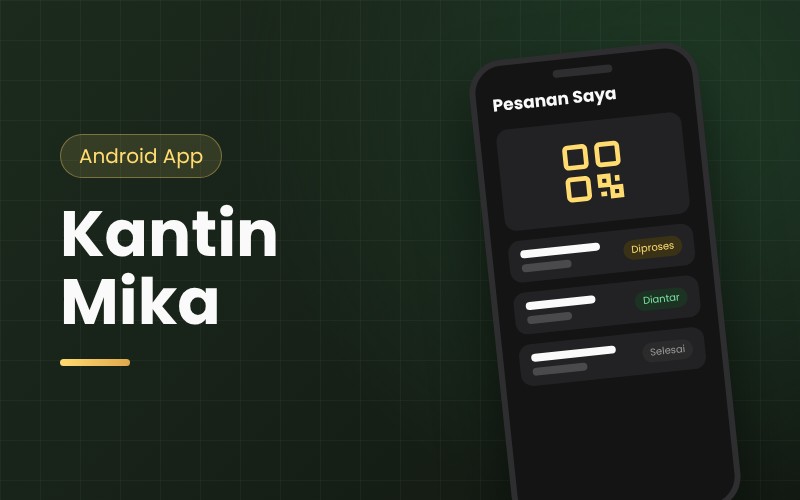 Android App
Kantin
Mika
Pesanan Saya
Diproses
Diantar
Selesai